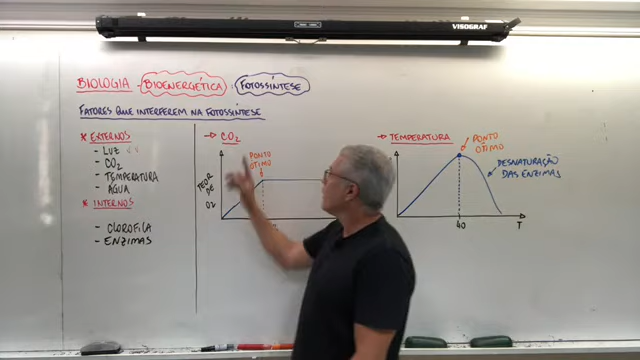 VISOGRAF
BIOLOGIA - BIOENERGÉTICA - FOTOSSÍNTESE
FATORES QUE INTERFEREM NA FOTOSSÍNTESE
* EXTERNOS
- LUZ
- CO2
- TEMPERATURA
- ÁGUA
* INTERNOS
- CLOROFILA
- ENZIMAS
→ CO2
PONTO
ÓTIMO
TEOR
DE
O2
→ TEMPERATURA
PONTO
ÓTIMO
DESNATURAÇÃO
DAS ENZIMAS
40
T